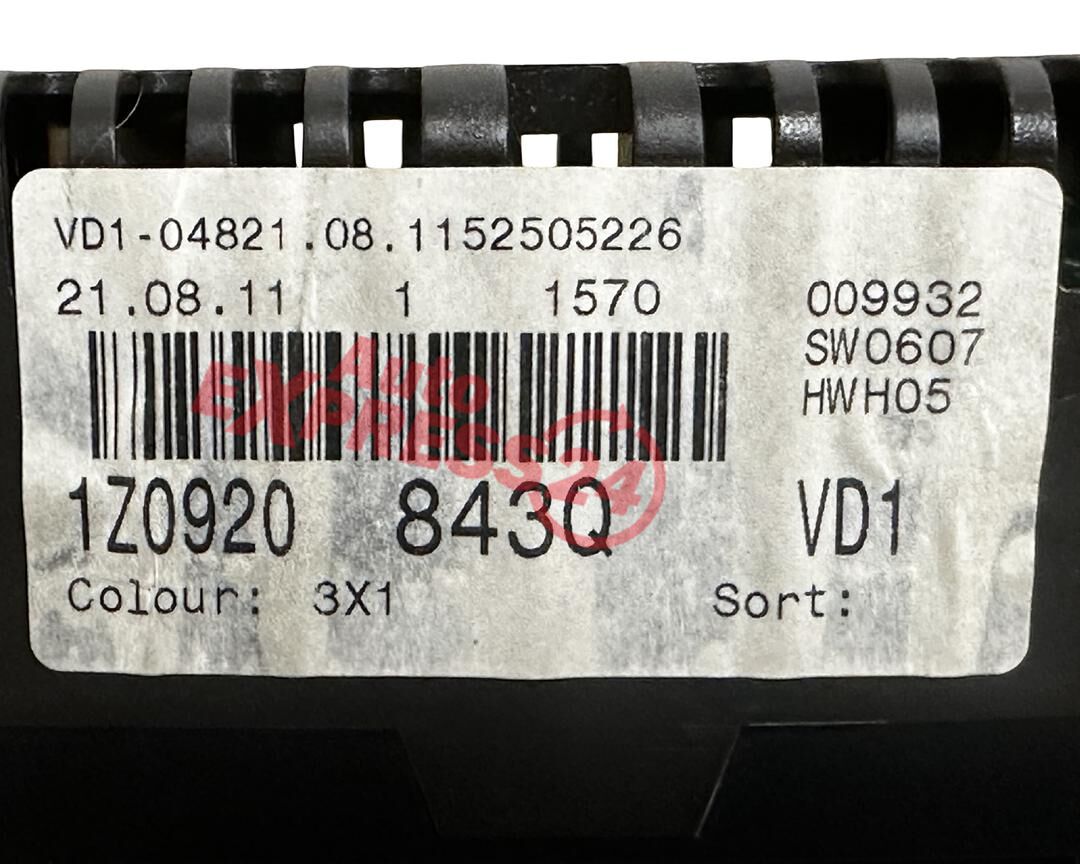 VD1-04821.08.1152505226
21.08.11 1 1570 009932
SW0607
HWH05
Auto
EXPRESS24
1Z0920 843Q VD1
Colour: 3X1 Sort: